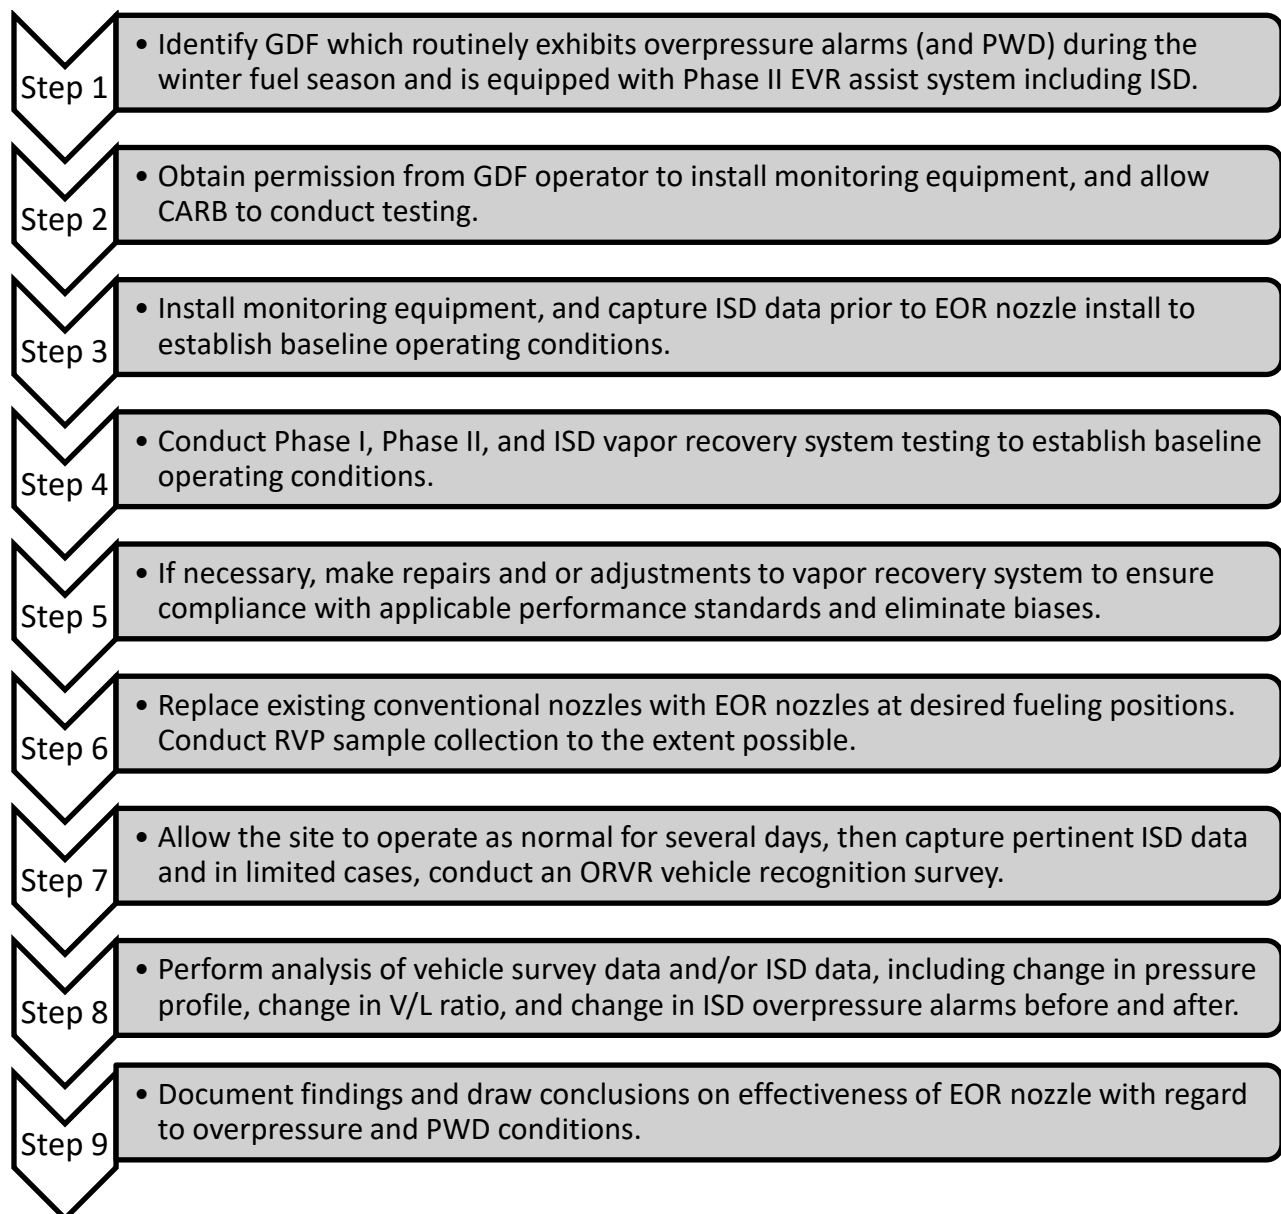 Step 1
• Identify GDF which routinely exhibits overpressure alarms (and PWD) during the
winter fuel season and is equipped with Phase II EVR assist system including ISD.
Step 2
• Obtain permission from GDF operator to install monitoring equipment, and allow
CARB to conduct testing.
Step 3
• Install monitoring equipment, and capture ISD data prior to EOR nozzle install to
establish baseline operating conditions.
Step 4
• Conduct Phase I, Phase II, and ISD vapor recovery system testing to establish baseline
operating conditions.
Step 5
• If necessary, make repairs and or adjustments to vapor recovery system to ensure
compliance with applicable performance standards and eliminate biases.
Step 6
• Replace existing conventional nozzles with EOR nozzles at desired fueling positions.
Conduct RVP sample collection to the extent possible.
Step 7
• Allow the site to operate as normal for several days, then capture pertinent ISD data
and in limited cases, conduct an ORVR vehicle recognition survey.
Step 8
• Perform analysis of vehicle survey data and/or ISD data, including change in pressure
profile, change in V/L ratio, and change in ISD overpressure alarms before and after.
Step 9
• Document findings and draw conclusions on effectiveness of EOR nozzle with regard
to overpressure and PWD conditions.